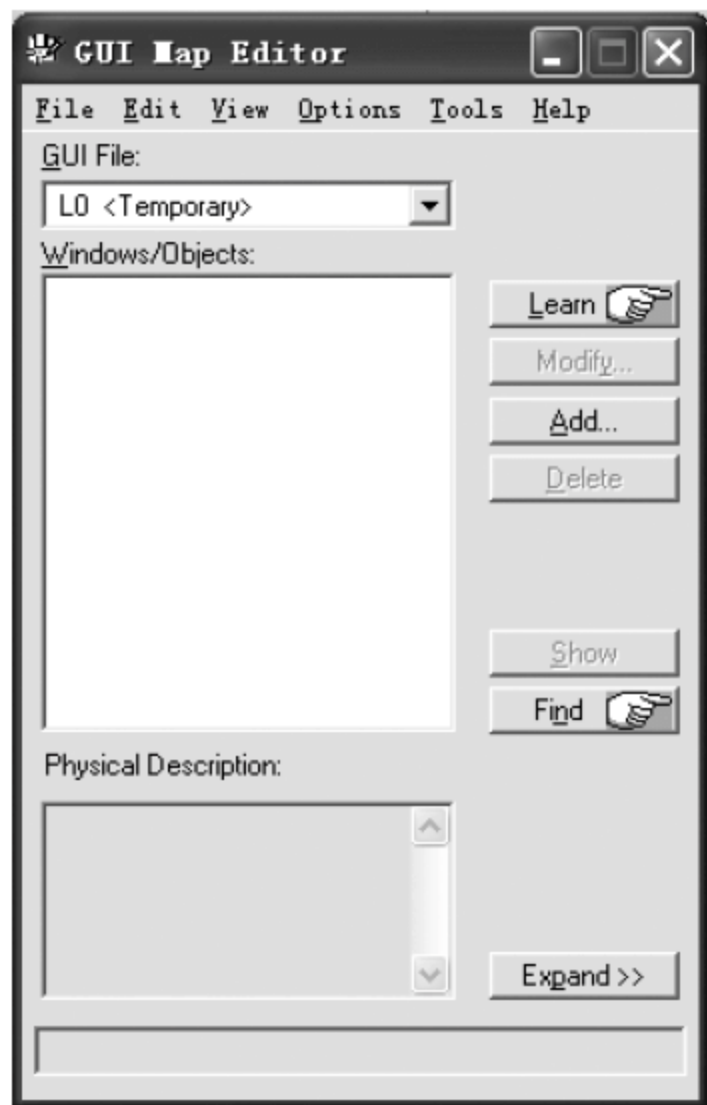 GUI Map Editor
File Edit View Options Tools Help
GUI File:
L0 <Temporary>
Windows/Objects:
Learn
Modify...
Add...
Delete
Show
Find
Physical Description:
Expand >>